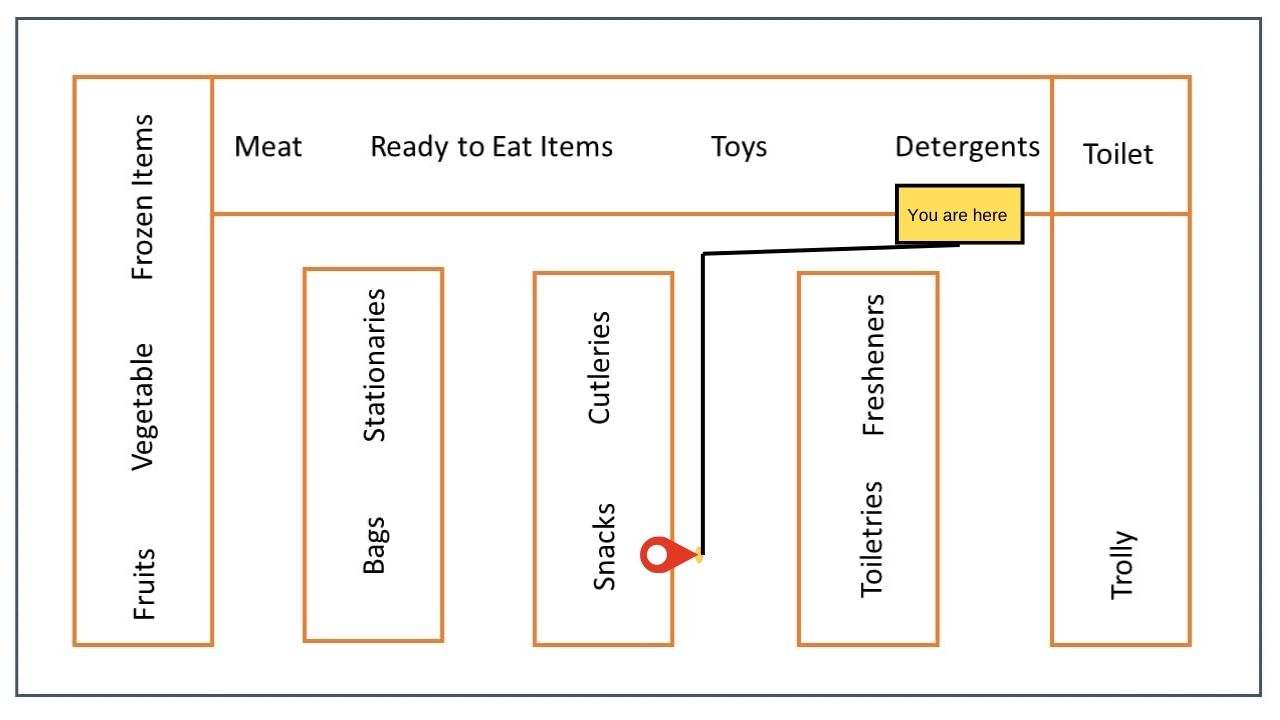 Meat
Ready to Eat Items
Toys
Detergents
Toilet
You are here
Frozen Items
Vegetable
Fruits
Stationaries
Bags
Cutleries
Snacks
Fresheners
Toiletries
Trolly